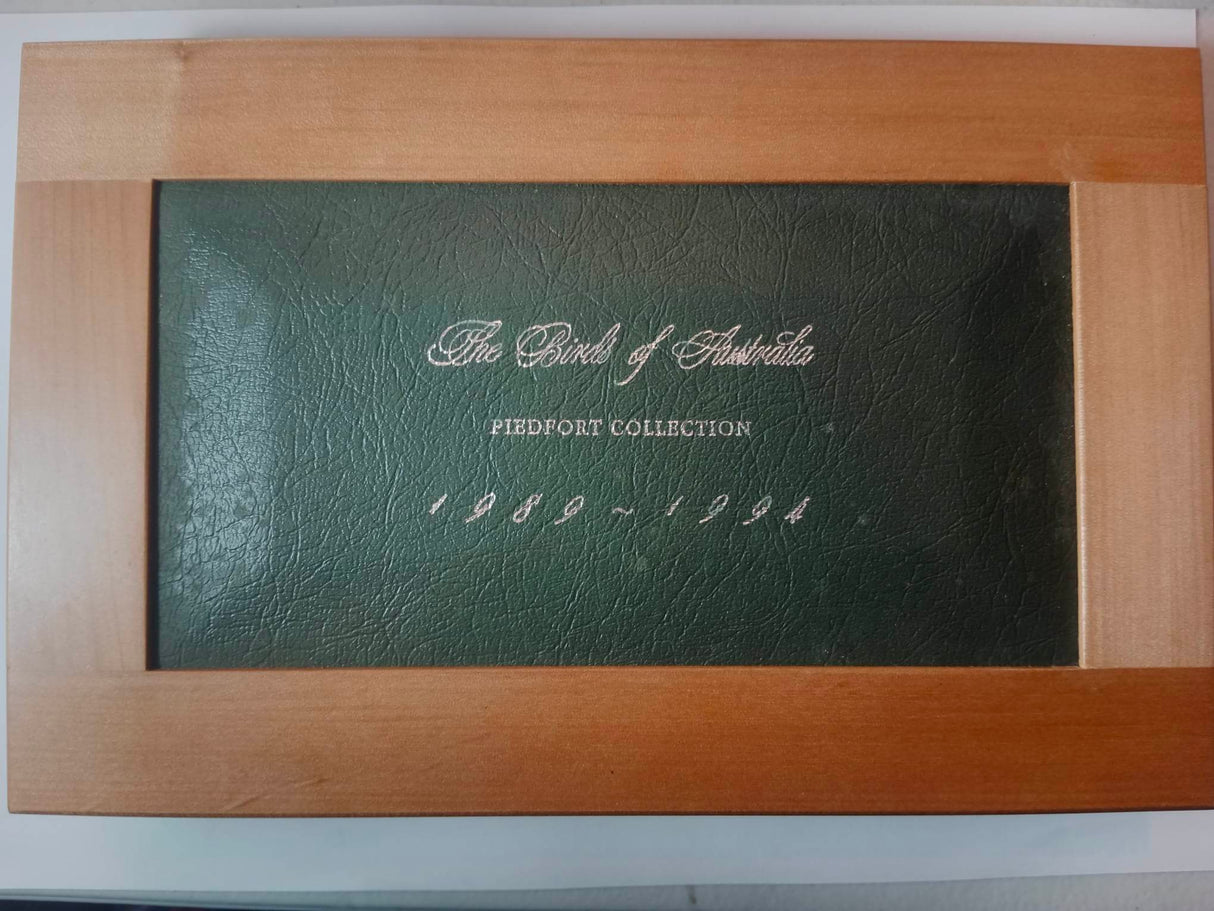 The Birds of Australia
PIEDFORT COLLECTION
1989~1994